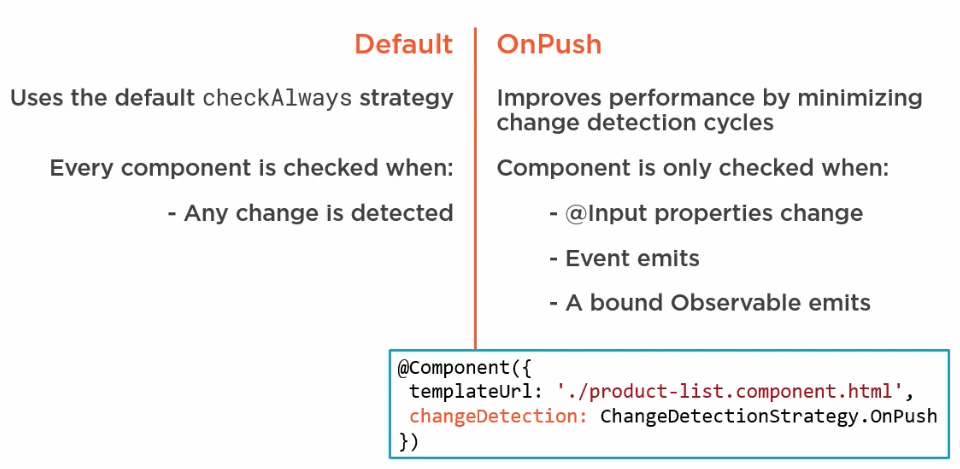 Default
Uses the default checkAlways strategy
Every component is checked when:
- Any change is detected
OnPush
Improves performance by minimizing
change detection cycles
Component is only checked when:
- @Input properties change
- Event emits
- A bound Observable emits
@Component({
templateUrl: './product-list.component.html',
changeDetection: ChangeDetectionStrategy.OnPush
})